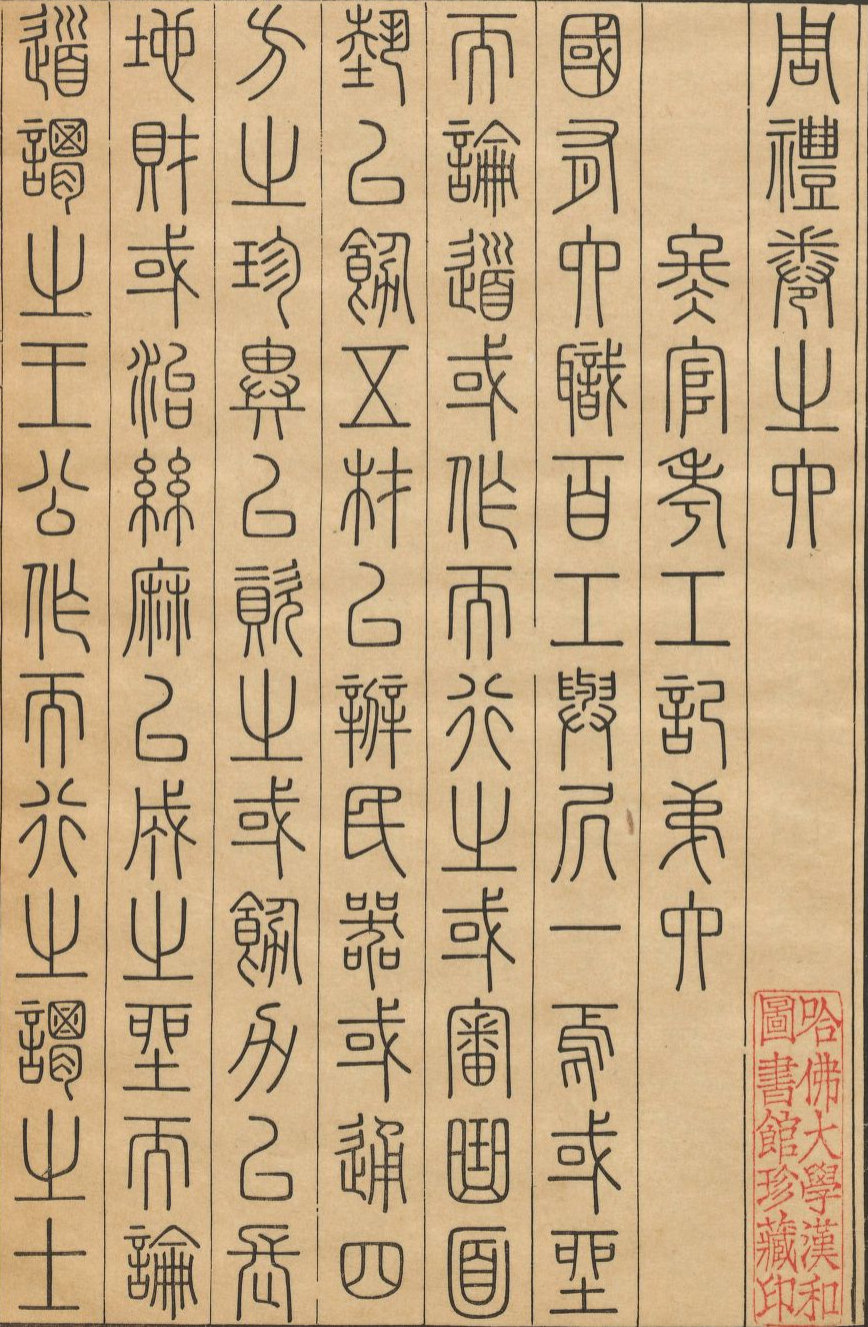 周禮卷之六
冬官考工記弟六
國有六職百工與居一焉或坐
而論道或作而行之或審曲面
埶以飭五材以辨民器或通四
方之珍異以資之或飭力以長
地財或治絲麻以成之坐而論
道謂之王公作而行之謂之士
哈佛大學漢和
圖書館珍藏印